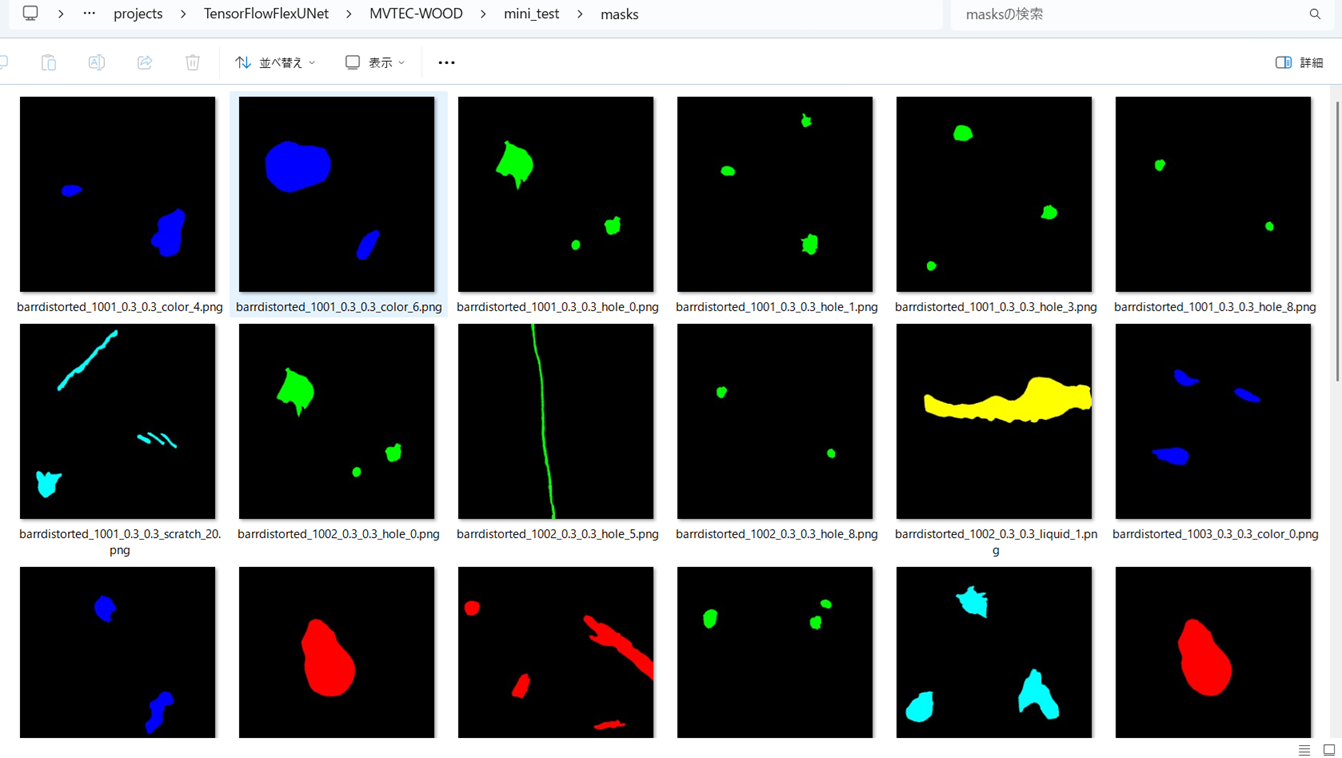 projects > TensorFlowFlexUNet > MVTEC-WOOD > mini_test > masks
masksの検索
並べ替え
表示
詳細
barrdistorted_1001_0.3_0.3_color_4.png
barrdistorted_1001_0.3_0.3_color_6.png
barrdistorted_1001_0.3_0.3_hole_0.png
barrdistorted_1001_0.3_0.3_hole_1.png
barrdistorted_1001_0.3_0.3_hole_3.png
barrdistorted_1001_0.3_0.3_hole_8.png
barrdistorted_1001_0.3_0.3_scratch_20.
png
barrdistorted_1002_0.3_0.3_hole_0.png
barrdistorted_1002_0.3_0.3_hole_5.png
barrdistorted_1002_0.3_0.3_hole_8.png
barrdistorted_1002_0.3_0.3_liquid_1.pn
g
barrdistorted_1003_0.3_0.3_color_0.png